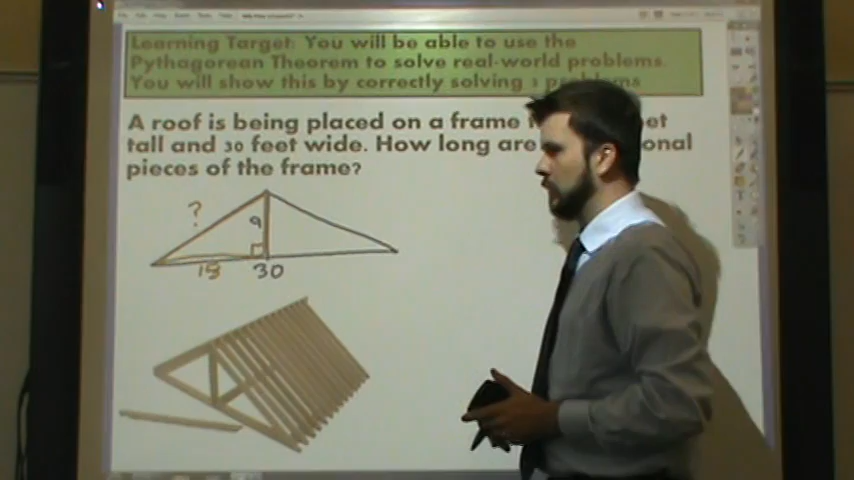 Learning Target: You will be able to use the
Pythagorean Theorem to solve real-world problems.
You will show this by correctly solving 3 problems
A roof is being placed on a frame
tall and 30 feet wide. How long are
pieces of the frame?
?
9
15 30